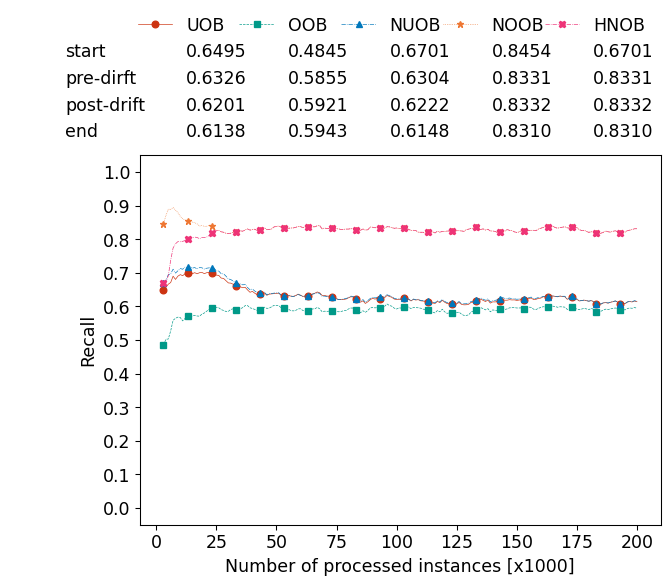 UOB OOB NUOB NOOB HNOB
start 0.6495 0.4845 0.6701 0.8454 0.6701
pre-dirft 0.6326 0.5855 0.6304 0.8331 0.8331
post-drift 0.6201 0.5921 0.6222 0.8332 0.8332
end 0.6138 0.5943 0.6148 0.8310 0.8310
1.0
0.9
0.8
0.7
0.6
0.5
0.4
0.3
0.2
0.1
0.0
Recall
0 25 50 75 100 125 150 175 200
Number of processed instances [x1000]